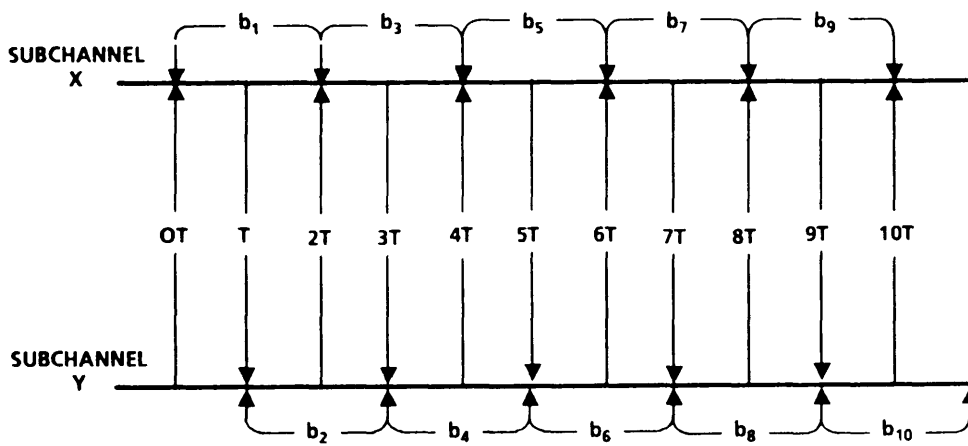 b₁ b₃ b₅ b₇ b₉
SUBCHANNEL
X
OT T 2T 3T 4T 5T 6T 7T 8T 9T 10T
SUBCHANNEL
Y
b₂ b₄ b₆ b₈ b₁₀